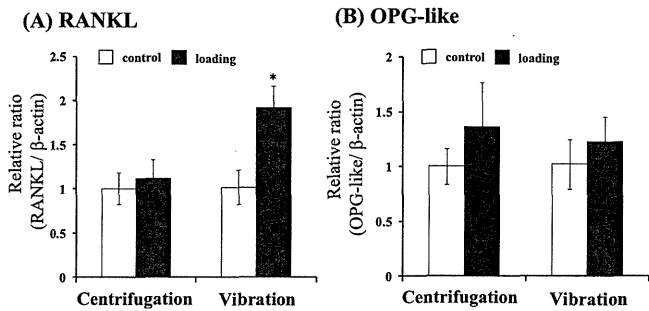 (A) RANKL
control loading
Relative ratio
(RANKL/ β-actin)
2.5
2
1.5
1
0.5
0
*
Centrifugation Vibration
(B) OPG-like
control loading
Relative ratio
(OPG-like/ β-actin)
2
1.5
1
0.5
0
Centrifugation Vibration